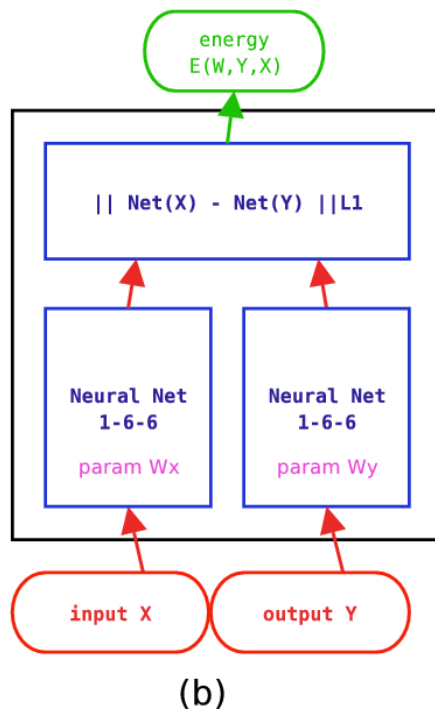 energy
E(W,Y,X)
|| Net(X) - Net(Y) ||L1
Neural Net
1-6-6
param Wx
Neural Net
1-6-6
param Wy
input X
output Y
(b)